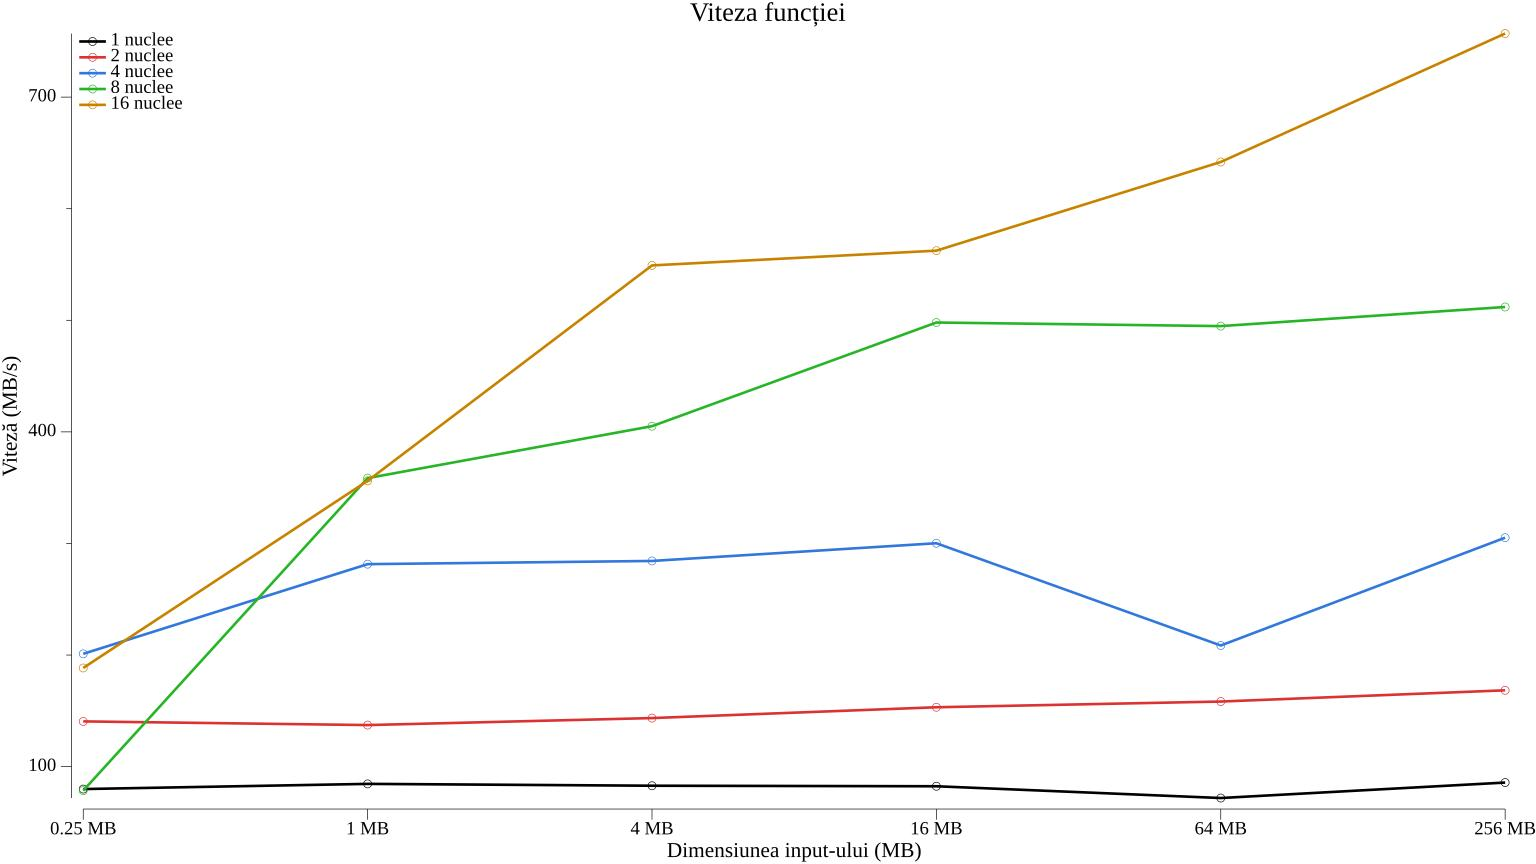 Viteza funcției
1 nuclee
2 nuclee
4 nuclee
8 nuclee
16 nuclee
700
400
100
Viteză (MB/s)
0.25 MB 1 MB 4 MB 16 MB 64 MB 256 MB
Dimensiunea input-ului (MB)